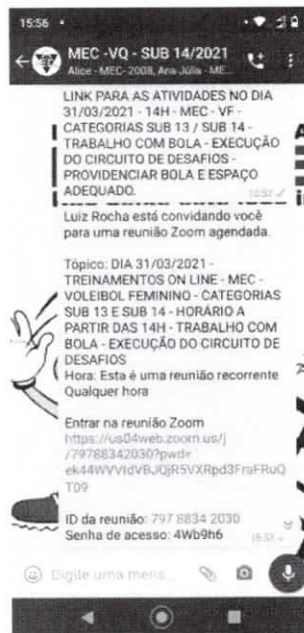 15:56
MEC -VQ - SUB 14/2021
Alice - MEC- 2008, Ana Júlia - ME...
LINK PARA AS ATIVIDADES NO DIA
31/03/2021 - 14H - MEC - VF -
CATEGORIAS SUB 13 / SUB 14 -
TRABALHO COM BOLA - EXECUÇÃO
DO CIRCUITO DE DESAFIOS -
PROVIDENCIAR BOLA E ESPAÇO
ADEQUADO.
15:52
Luiz Rocha está convidando você
para uma reunião Zoom agendada.
Tópico: DIA 31/03/2021 -
TREINAMENTOS ON LINE - MEC -
VOLEIBOL FEMININO - CATEGORIAS
SUB 13 E SUB 14 - HORÁRIO A
PARTIR DAS 14H - TRABALHO COM
BOLA - EXECUÇÃO DO CIRCUITO DE
DESAFIOS
Hora: Esta é uma reunião recorrente
Qualquer hora
Entrar na reunião Zoom
https://us04web.zoom.us/j
/79788342030?pwd=
ek44WVVIdVBJQjR5VXRpd3FraFRuQ
T09
ID da reunião: 797 8834 2030
Senha de acesso: 4Wb9h6
15:53
Digite uma mens...